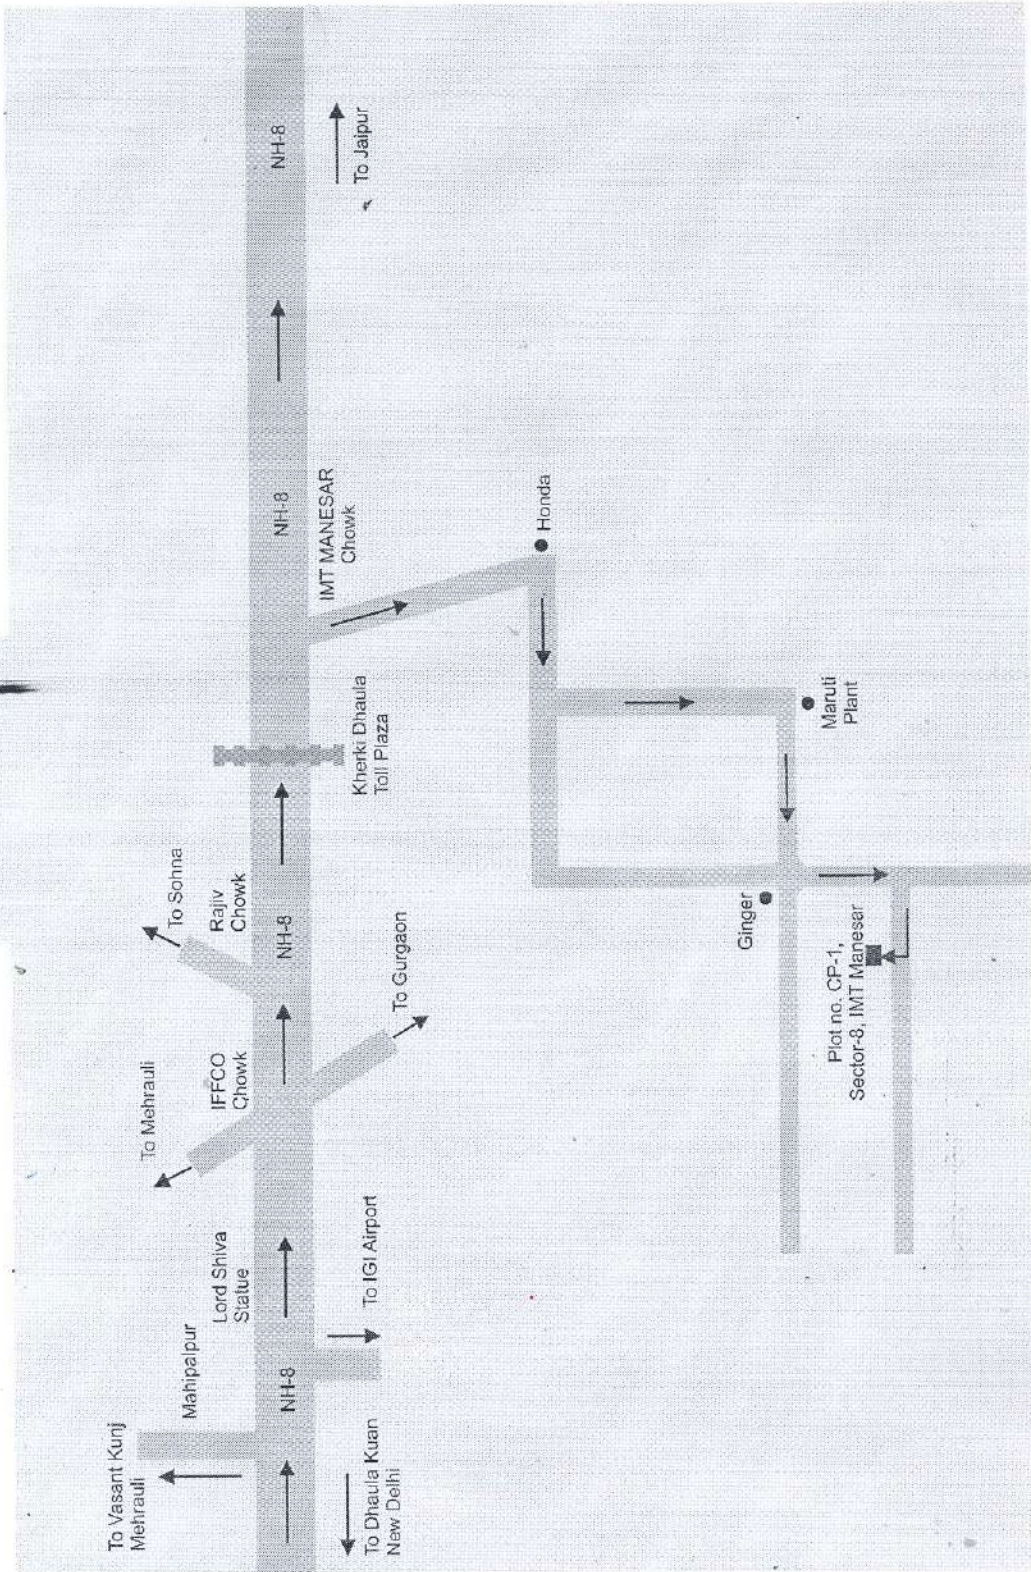 To Vasant Kunj
Mehrauli
Mahipalpur
Lord Shiva
Statue
To Mehrauli
IFFCO
Chowk
To Sohna
Rajiv
Chowk
NH-8
NH-8
NH-8
NH-8
To Dhaula Kuan
New Delhi
To IGI Airport
To Gurgaon
Kherki Dhaula
Toll Plaza
IMT MANESAR
Chowk
To Jaipur
Honda
Maruti
Plant
Ginger
Plot no. CP-1,
Sector-8, IMT Manesar